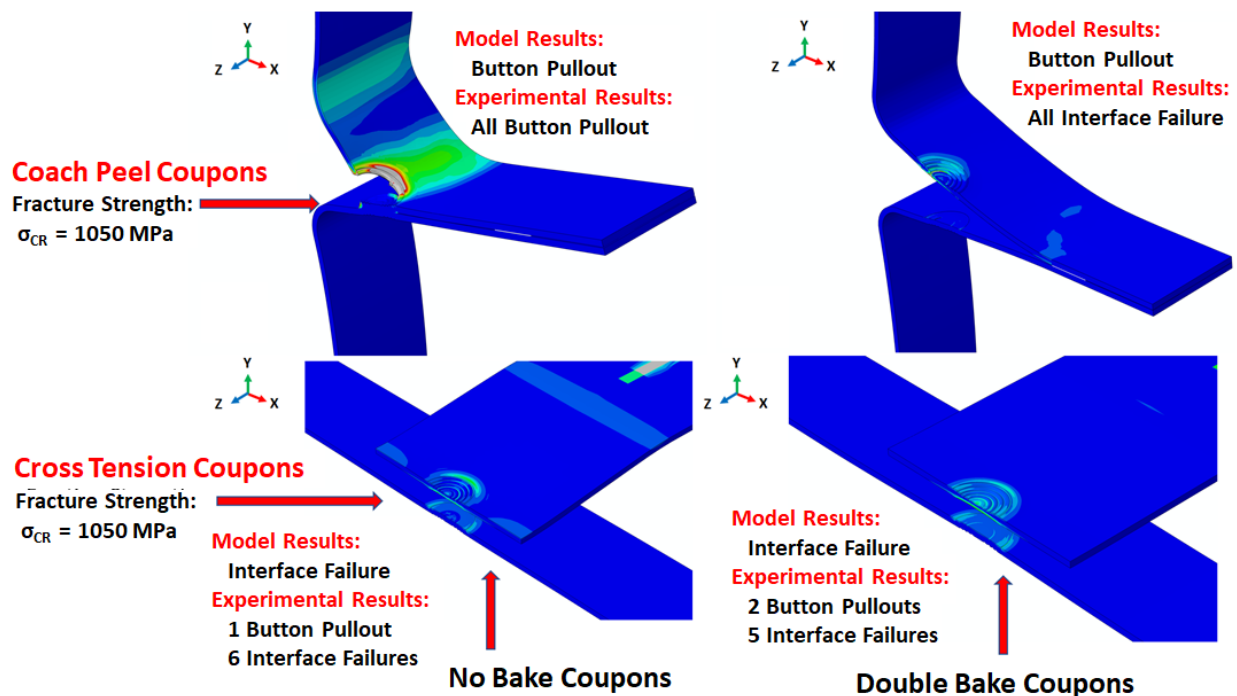 Y
Z
X
Model Results:
Button Pullout
Experimental Results:
All Button Pullout
Coach Peel Coupons
Fracture Strength:
σCR = 1050 MPa
Y
Z
X
Model Results:
Button Pullout
Experimental Results:
All Interface Failure
Y
Z
X
Cross Tension Coupons
Fracture Strength:
σCR = 1050 MPa
Model Results:
Interface Failure
Experimental Results:
1 Button Pullout
6 Interface Failures
No Bake Coupons
Y
Z
X
Model Results:
Interface Failure
Experimental Results:
2 Button Pullouts
5 Interface Failures
Double Bake Coupons